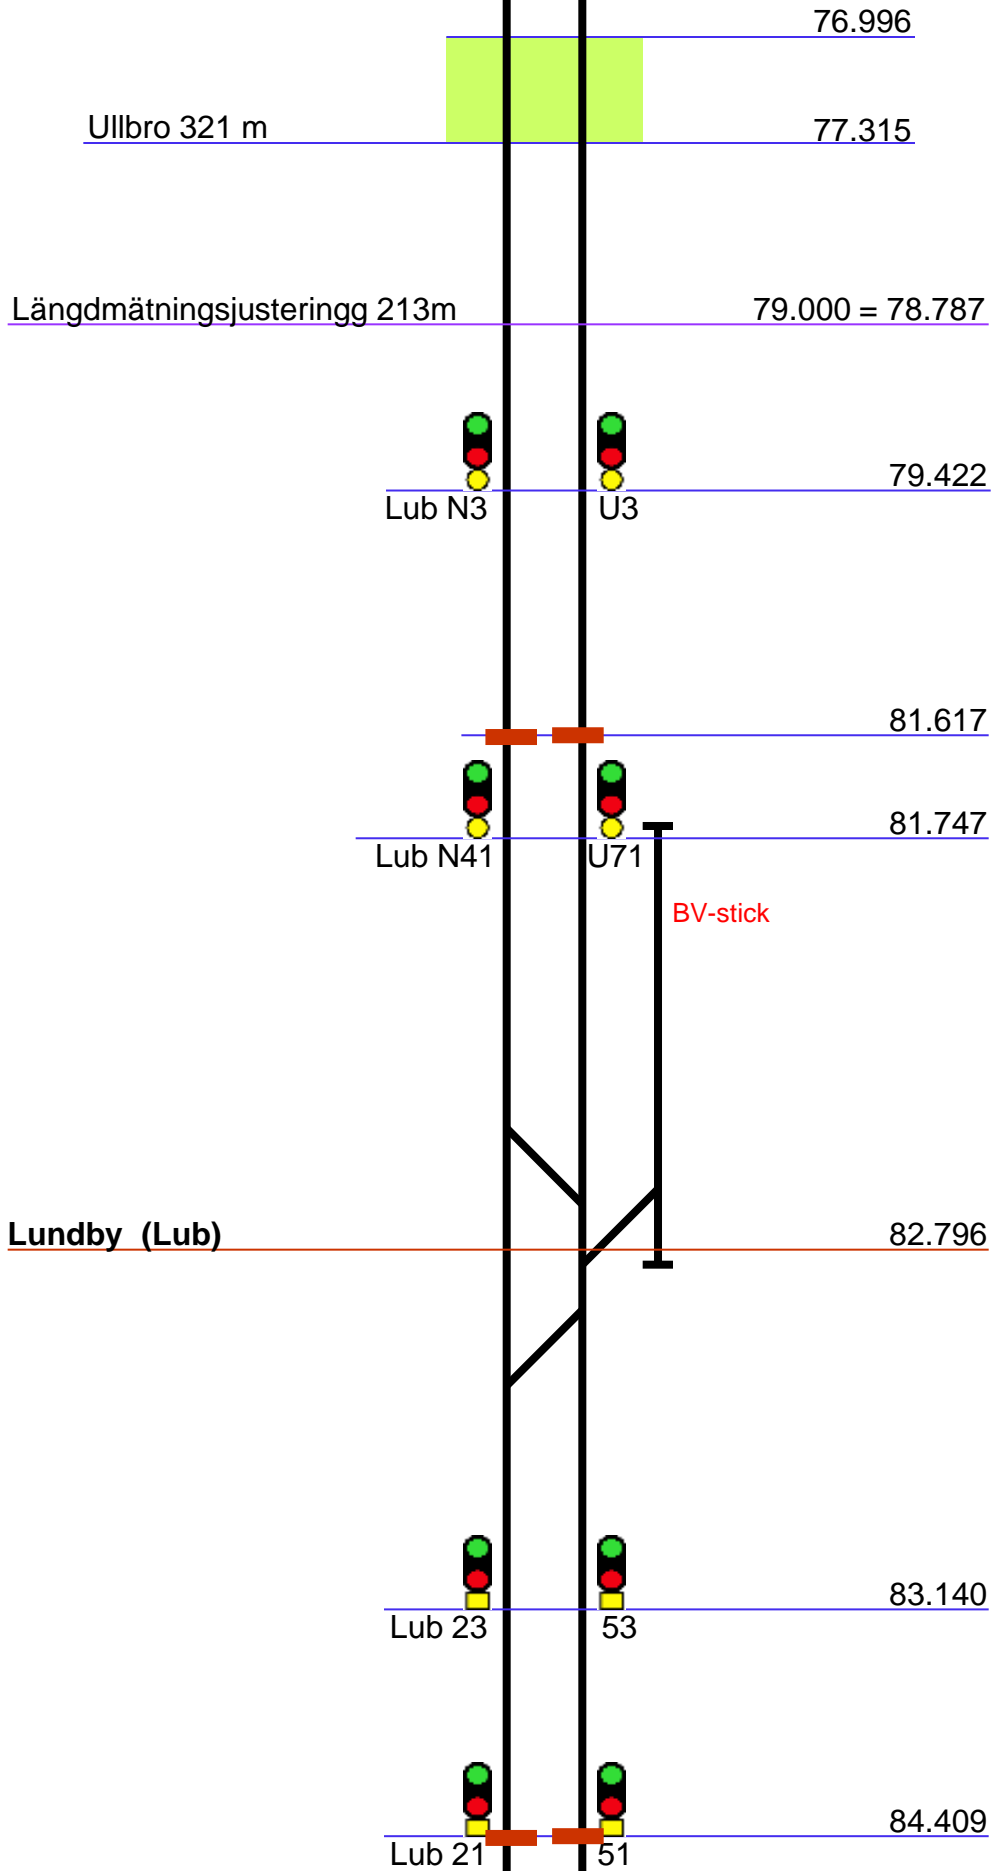 76.996
Ullbro 321 m 77.315
Längdmätningsjusteringg 213m 79.000 = 78.787
79.422
Lub N3 U3
81.617
81.747
Lub N41 U71
BV-stick
Lundby (Lub) 82.796
83.140
Lub 23 53
84.409
Lub 21 51